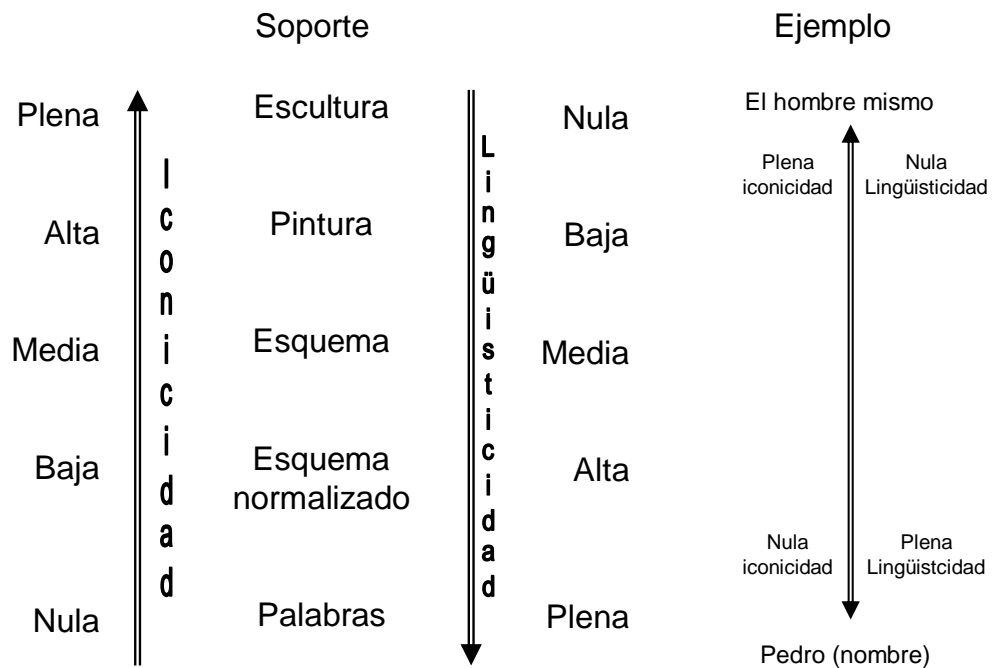 Soporte
Ejemplo
Plena
Escultura
Nula
El hombre mismo
Plena
iconicidad
Nula
Lingüisticidad
Iconicidad
Lingüisticidad
Alta
Pintura
Baja
Media
Esquema
Media
Baja
Esquema
normalizado
Alta
Nula
iconicidad
Plena
Lingüistcidad
Nula
Palabras
Plena
Pedro (nombre)